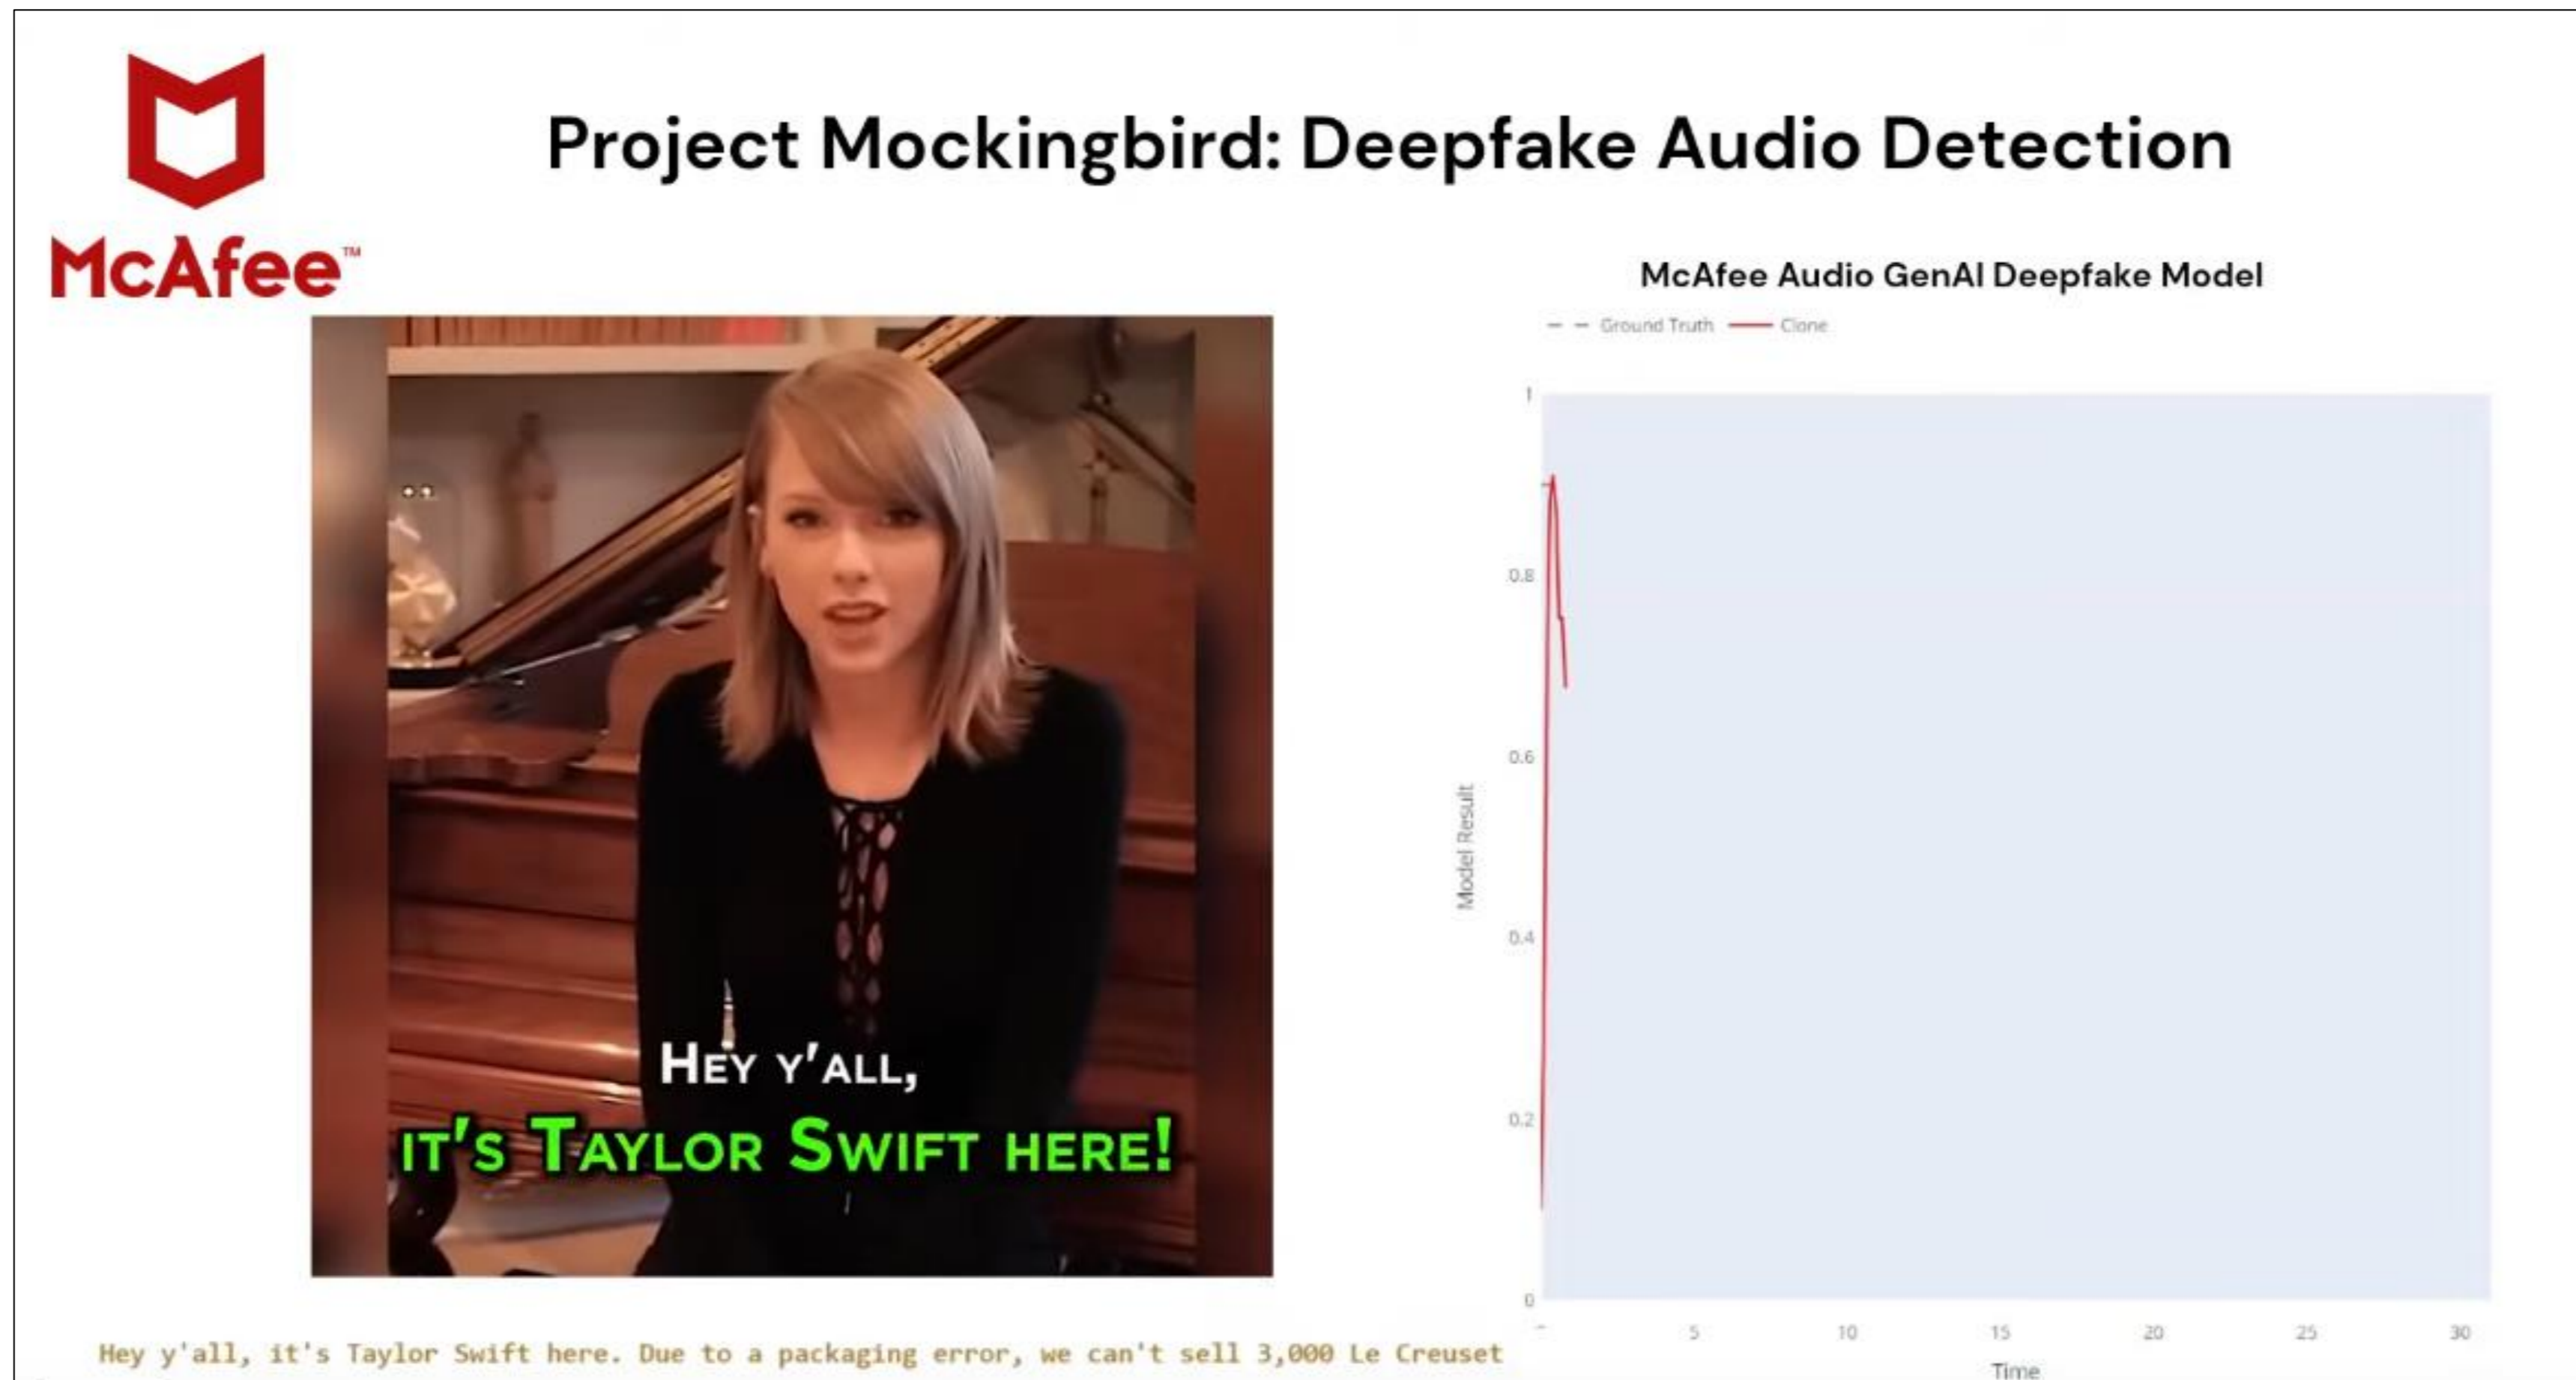 McAfee™
Project Mockingbird: Deepfake Audio Detection
HEY Y'ALL,
IT'S TAYLOR SWIFT HERE!
Hey y'all, it's Taylor Swift here. Due to a packaging error, we can't sell 3,000 Le Creuset
McAfee Audio GenAI Deepfake Model
Ground Truth Clone
1
0.8
0.6
0.4
0.2
0
Model Result
5 10 15 20 25 30
Time